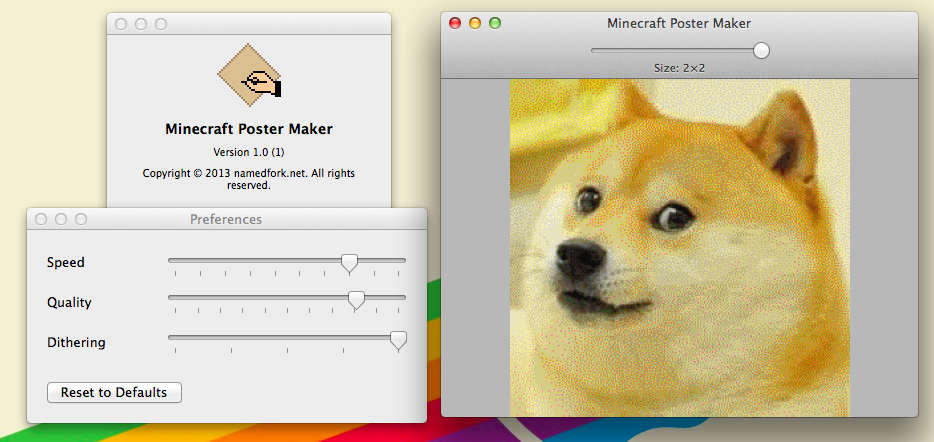 Minecraft Poster Maker
Version 1.0 (1)
Copyright © 2013 namedfork.net. All rights
reserved.
Preferences
Speed
Quality
Dithering
Reset to Defaults
Minecraft Poster Maker
Size: 2×2